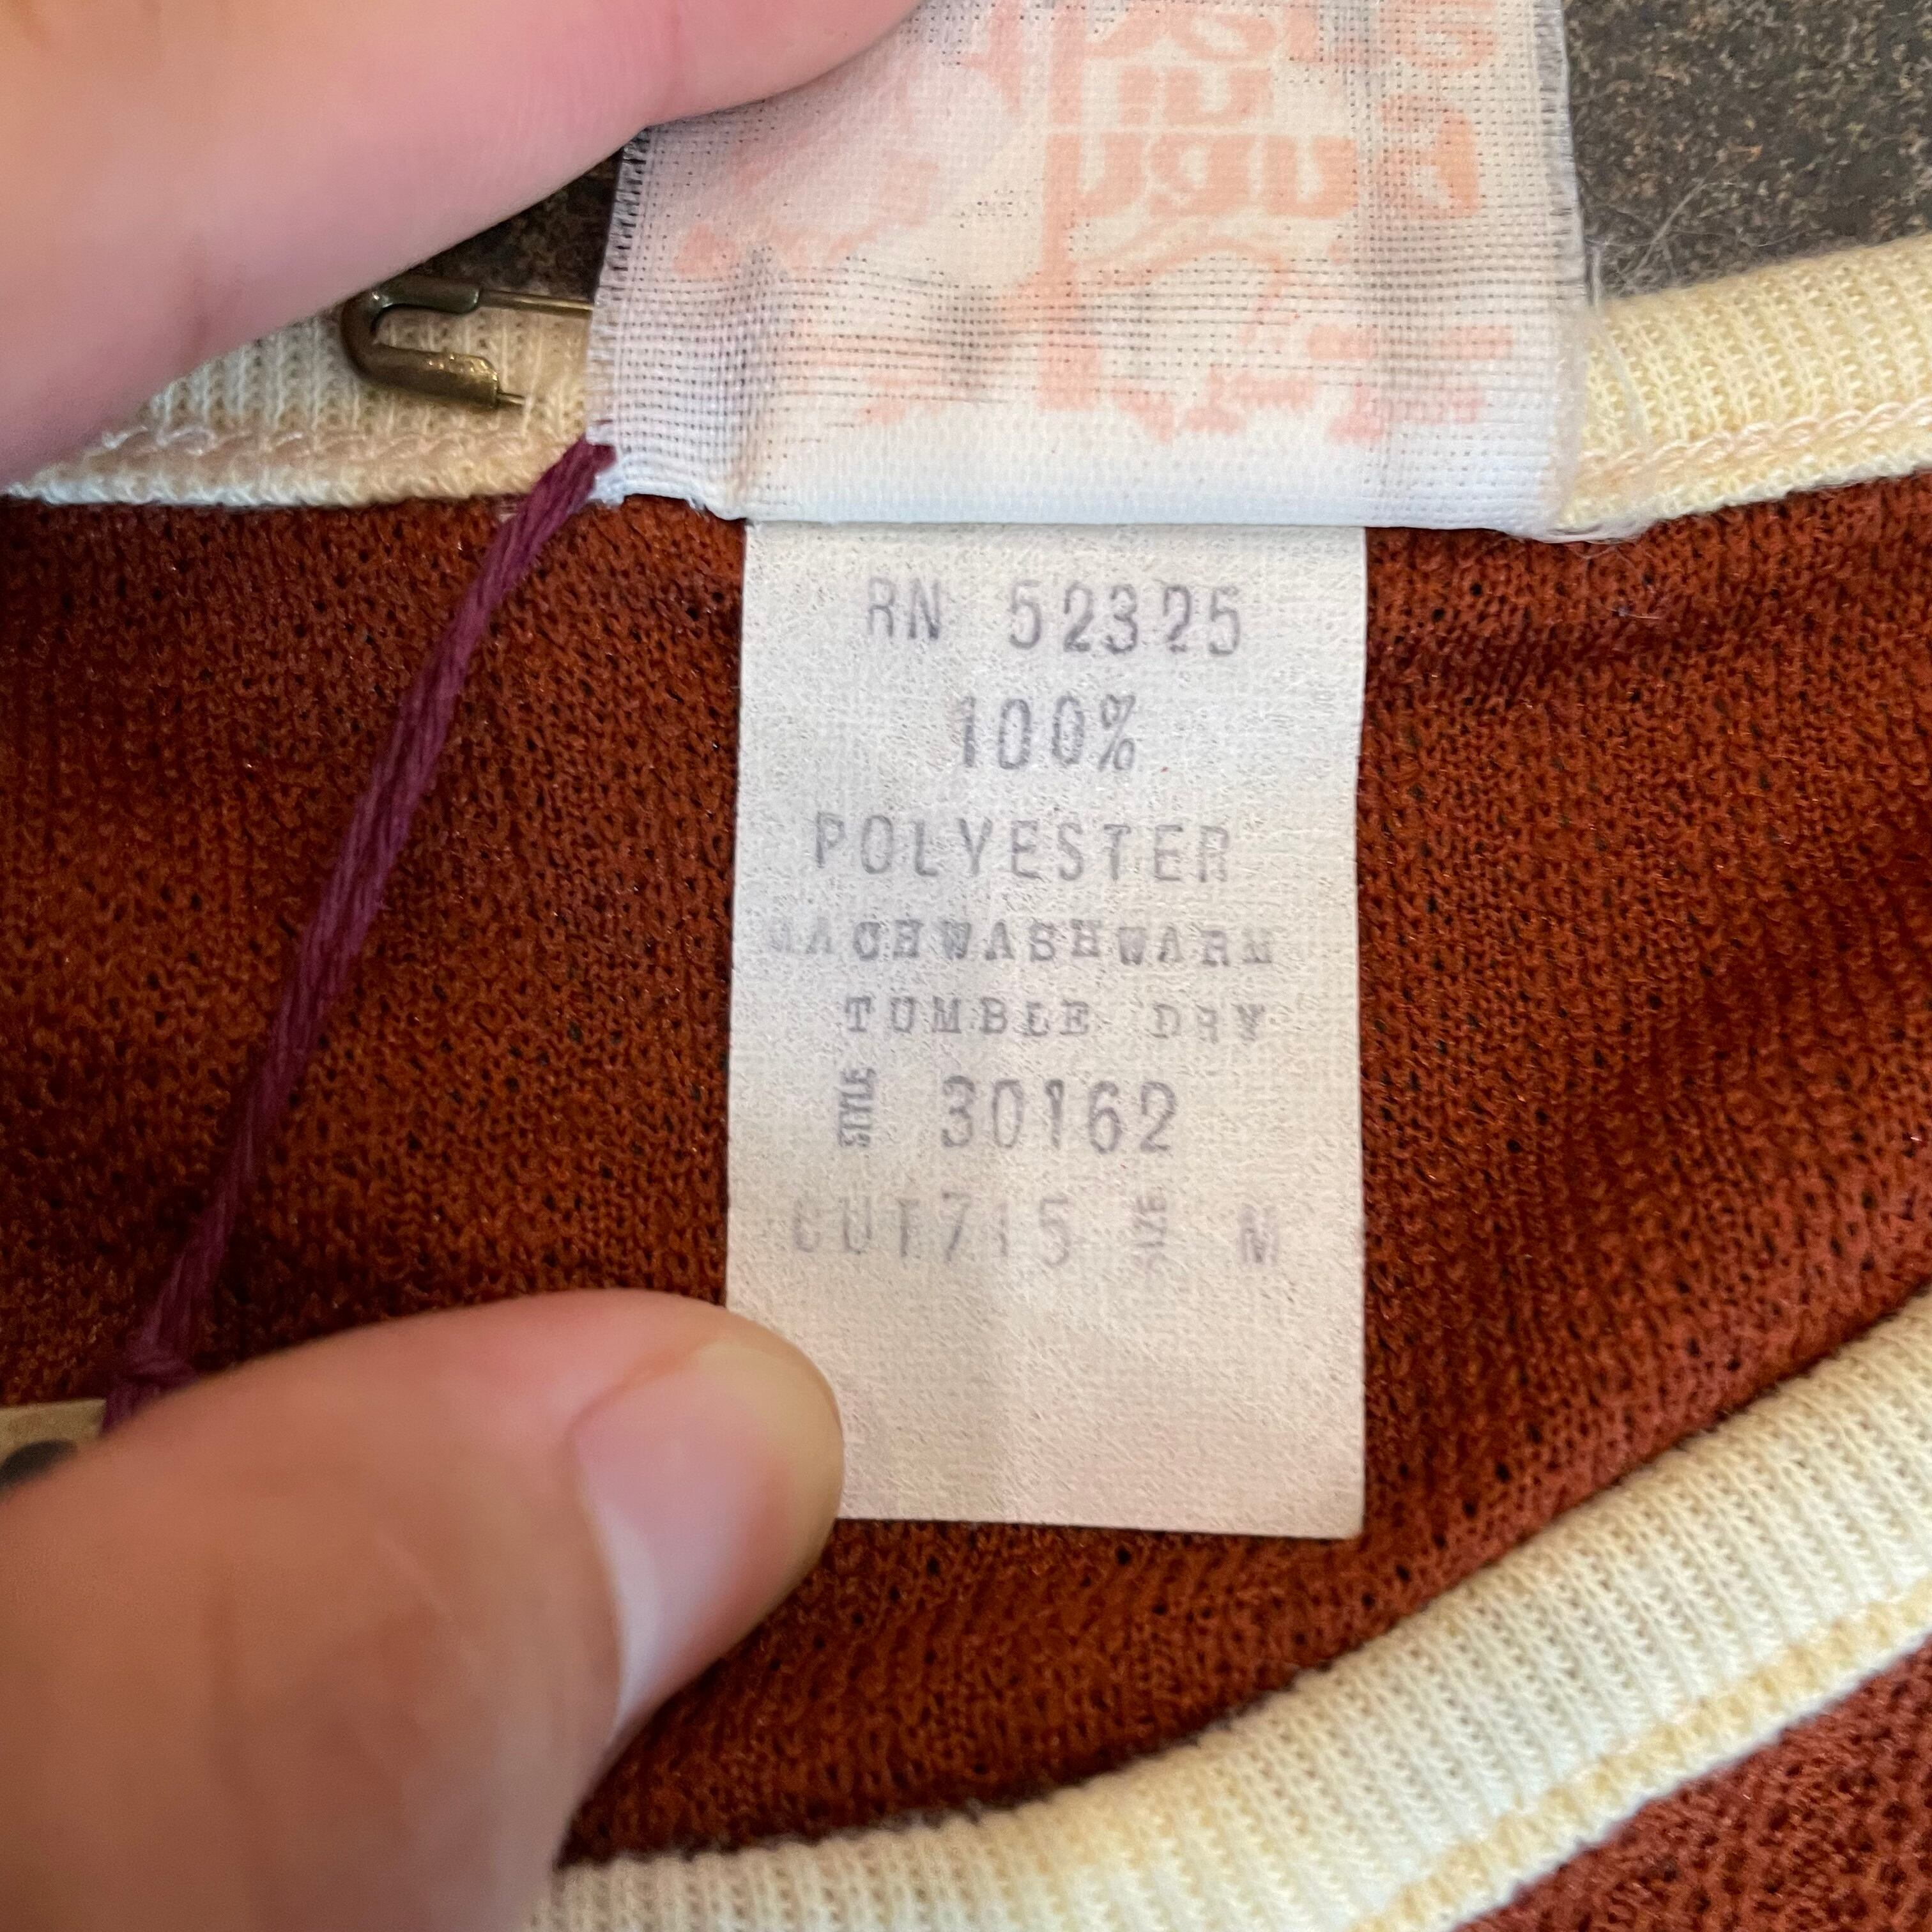 RN 52325
100%
POLYESTER
MACHWASHWARM
TUMBLE DRY
STYLE 30162
CUT715 SIZE M